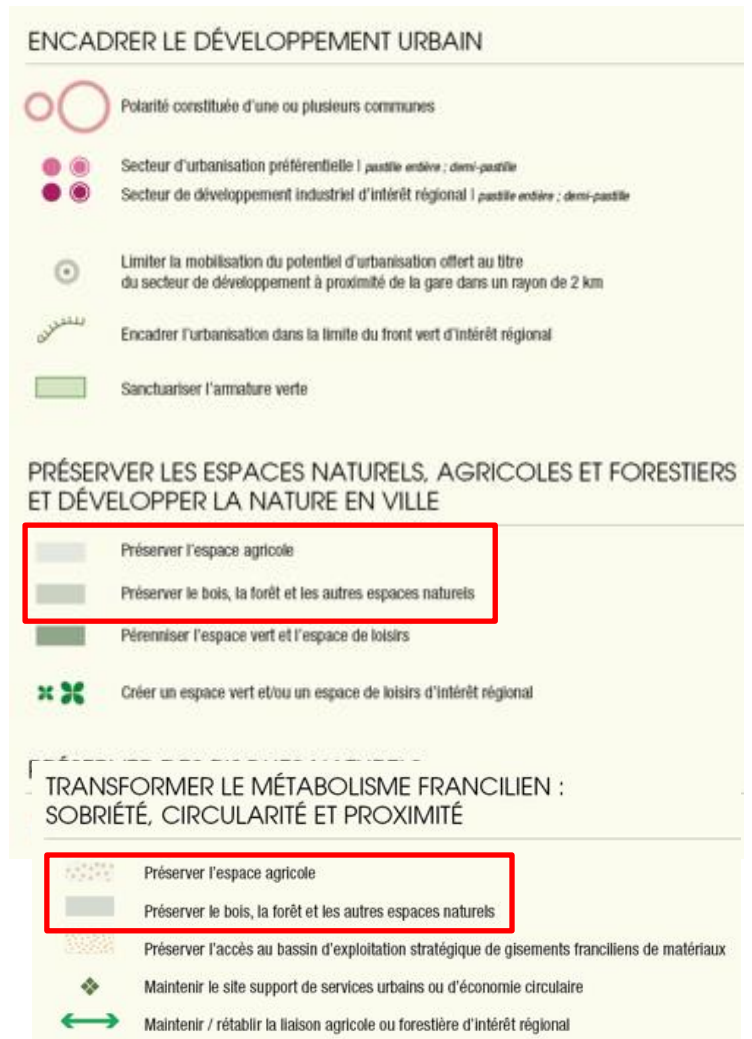 ENCADRER LE DÉVELOPPEMENT URBAIN
Polarité constituée d'une ou plusieurs communes
Secteur d'urbanisation préférentielle | pastille entière ; demi-pastille
Secteur de développement industriel d'intérêt régional | pastille entière ; demi-pastille
Limiter la mobilisation du potentiel d'urbanisation offert au titre
du secteur de développement à proximité de la gare dans un rayon de 2 km
Encadrer l'urbanisation dans la limite du front vert d'intérêt régional
Sanctuariser l'armature verte
PRÉSERVER LES ESPACES NATURELS, AGRICOLES ET FORESTIERS
ET DÉVELOPPER LA NATURE EN VILLE
Préserver l'espace agricole
Préserver le bois, la forêt et les autres espaces naturels
Pérenniser l'espace vert et l'espace de loisirs
Créer un espace vert et/ou un espace de loisirs d'intérêt régional
TRANSFORMER LE MÉTABOLISME FRANCILIEN :
SOBRIÉTÉ, CIRCULARITÉ ET PROXIMITÉ
Préserver l'espace agricole
Préserver le bois, la forêt et les autres espaces naturels
Préserver l'accès au bassin d'exploitation stratégique de gisements franciliens de matériaux
Maintenir le site support de services urbains ou d'économie circulaire
Maintenir / rétablir la liaison agricole ou forestière d'intérêt régional